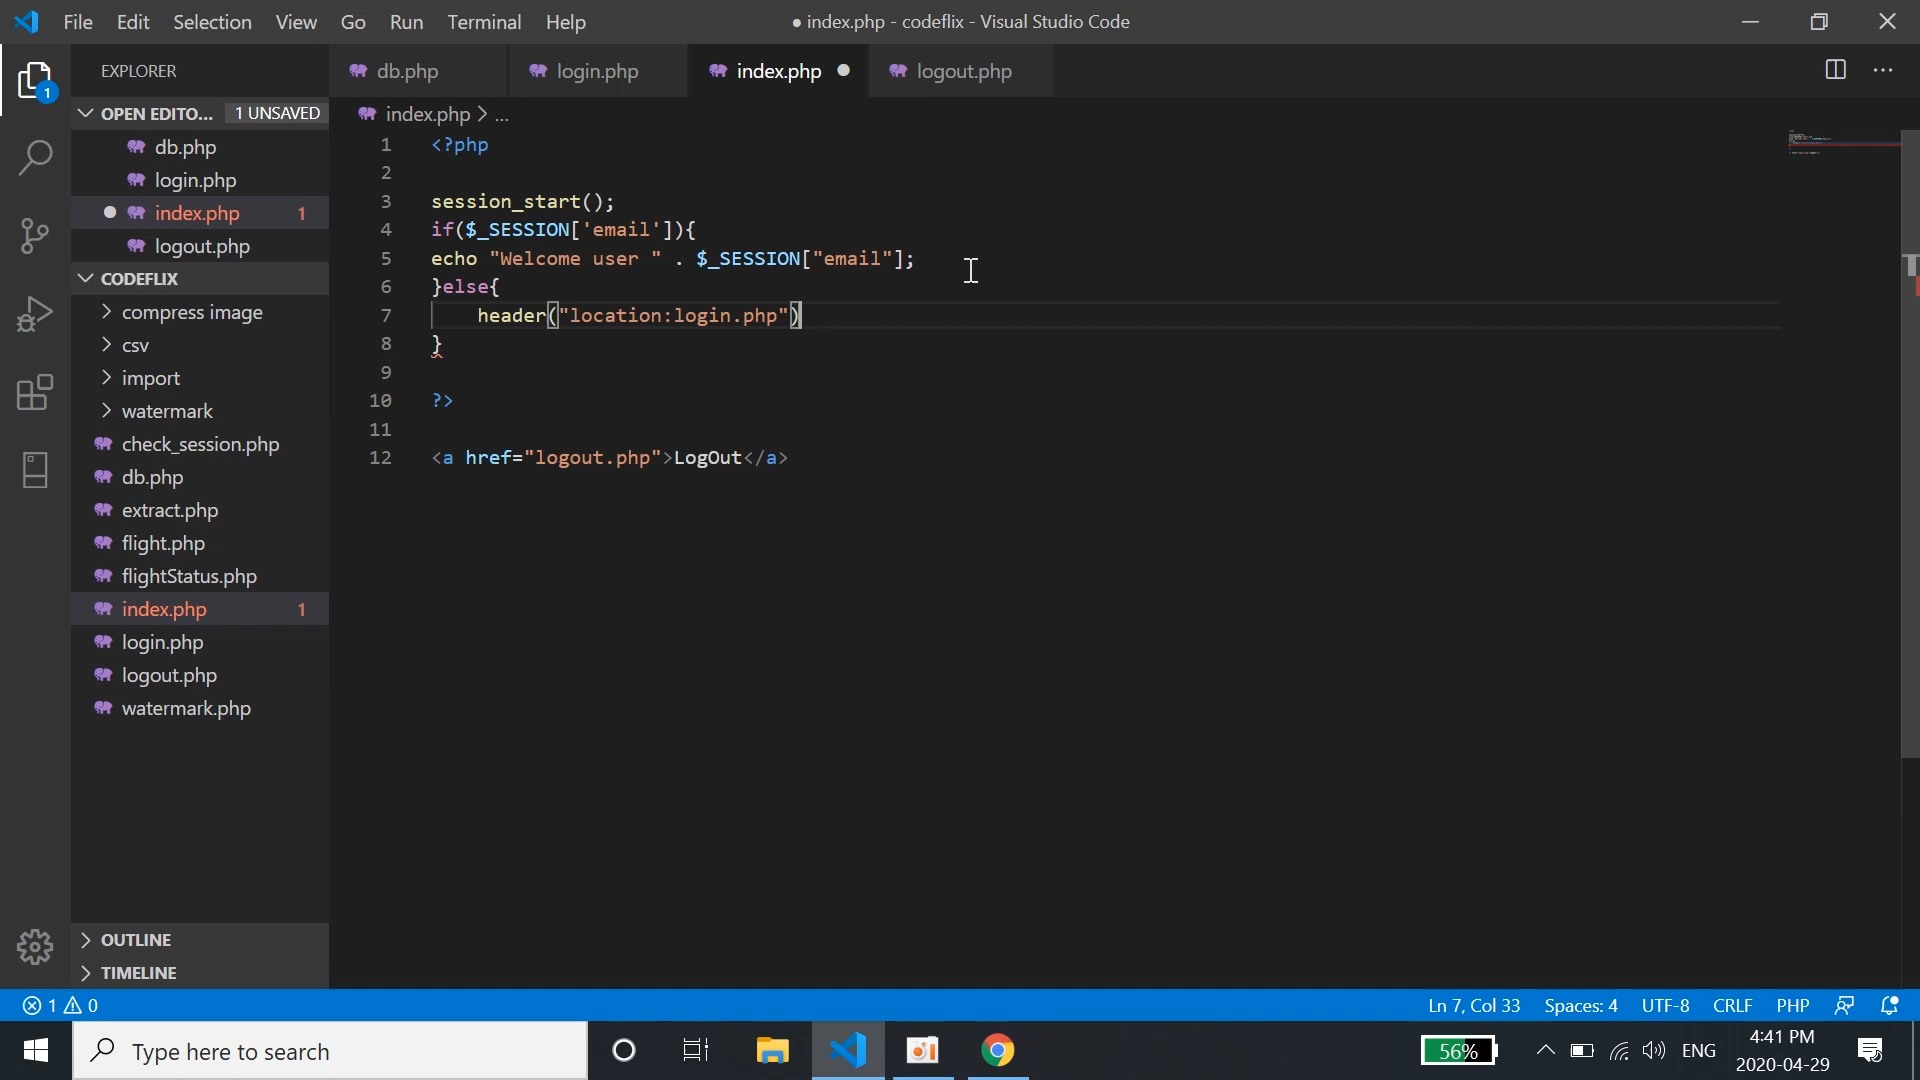 File Edit Selection View Go Run Terminal Help
● index.php - codeflix - Visual Studio Code
EXPLORER
db.php
login.php
index.php
logout.php
OPEN EDITO...
1 UNSAVED
db.php
login.php
index.php 1
logout.php
CODEFLIX
compress image
csv
import
watermark
check_session.php
db.php
extract.php
flight.php
flightStatus.php
index.php 1
login.php
logout.php
watermark.php
OUTLINE
TIMELINE
1
index.php > ...
1 <?php
2
3 session_start();
4 if($_SESSION['email']){
5 echo "Welcome user " . $_SESSION["email"];
6 }else{
7 header("location:login.php")
8 }
9
10 ?>
11
12 <a href="logout.php">LogOut</a>
1 0
Ln 7, Col 33 Spaces: 4 UTF-8 CRLF PHP
Type here to search
56%
ENG
4:41 PM
2020-04-29